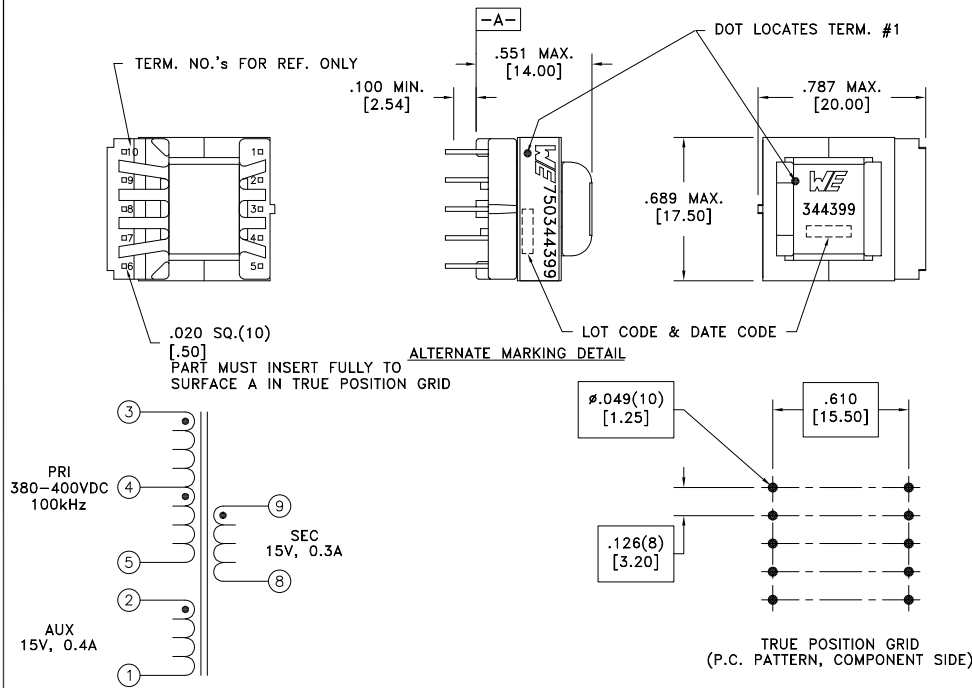 -A-
DOT LOCATES TERM. #1
TERM. NO.'s FOR REF. ONLY
.551 MAX.
[14.00]
.100 MIN.
[2.54]
.787 MAX.
[20.00]
10
9
8
7
6
1
2
3
4
5
WE 750344399
.689 MAX.
[17.50]
WE
344399
LOT CODE & DATE CODE
.020 SQ.(10)
[.50]
PART MUST INSERT FULLY TO
SURFACE A IN TRUE POSITION GRID
ALTERNATE MARKING DETAIL
3
PRI
380-400VDC
100kHz
4
5
2
AUX
15V, 0.4A
1
9
SEC
15V, 0.3A
8
ø.049(10)
[1.25]
.610
[15.50]
.126(8)
[3.20]
TRUE POSITION GRID
(P.C. PATTERN, COMPONENT SIDE)